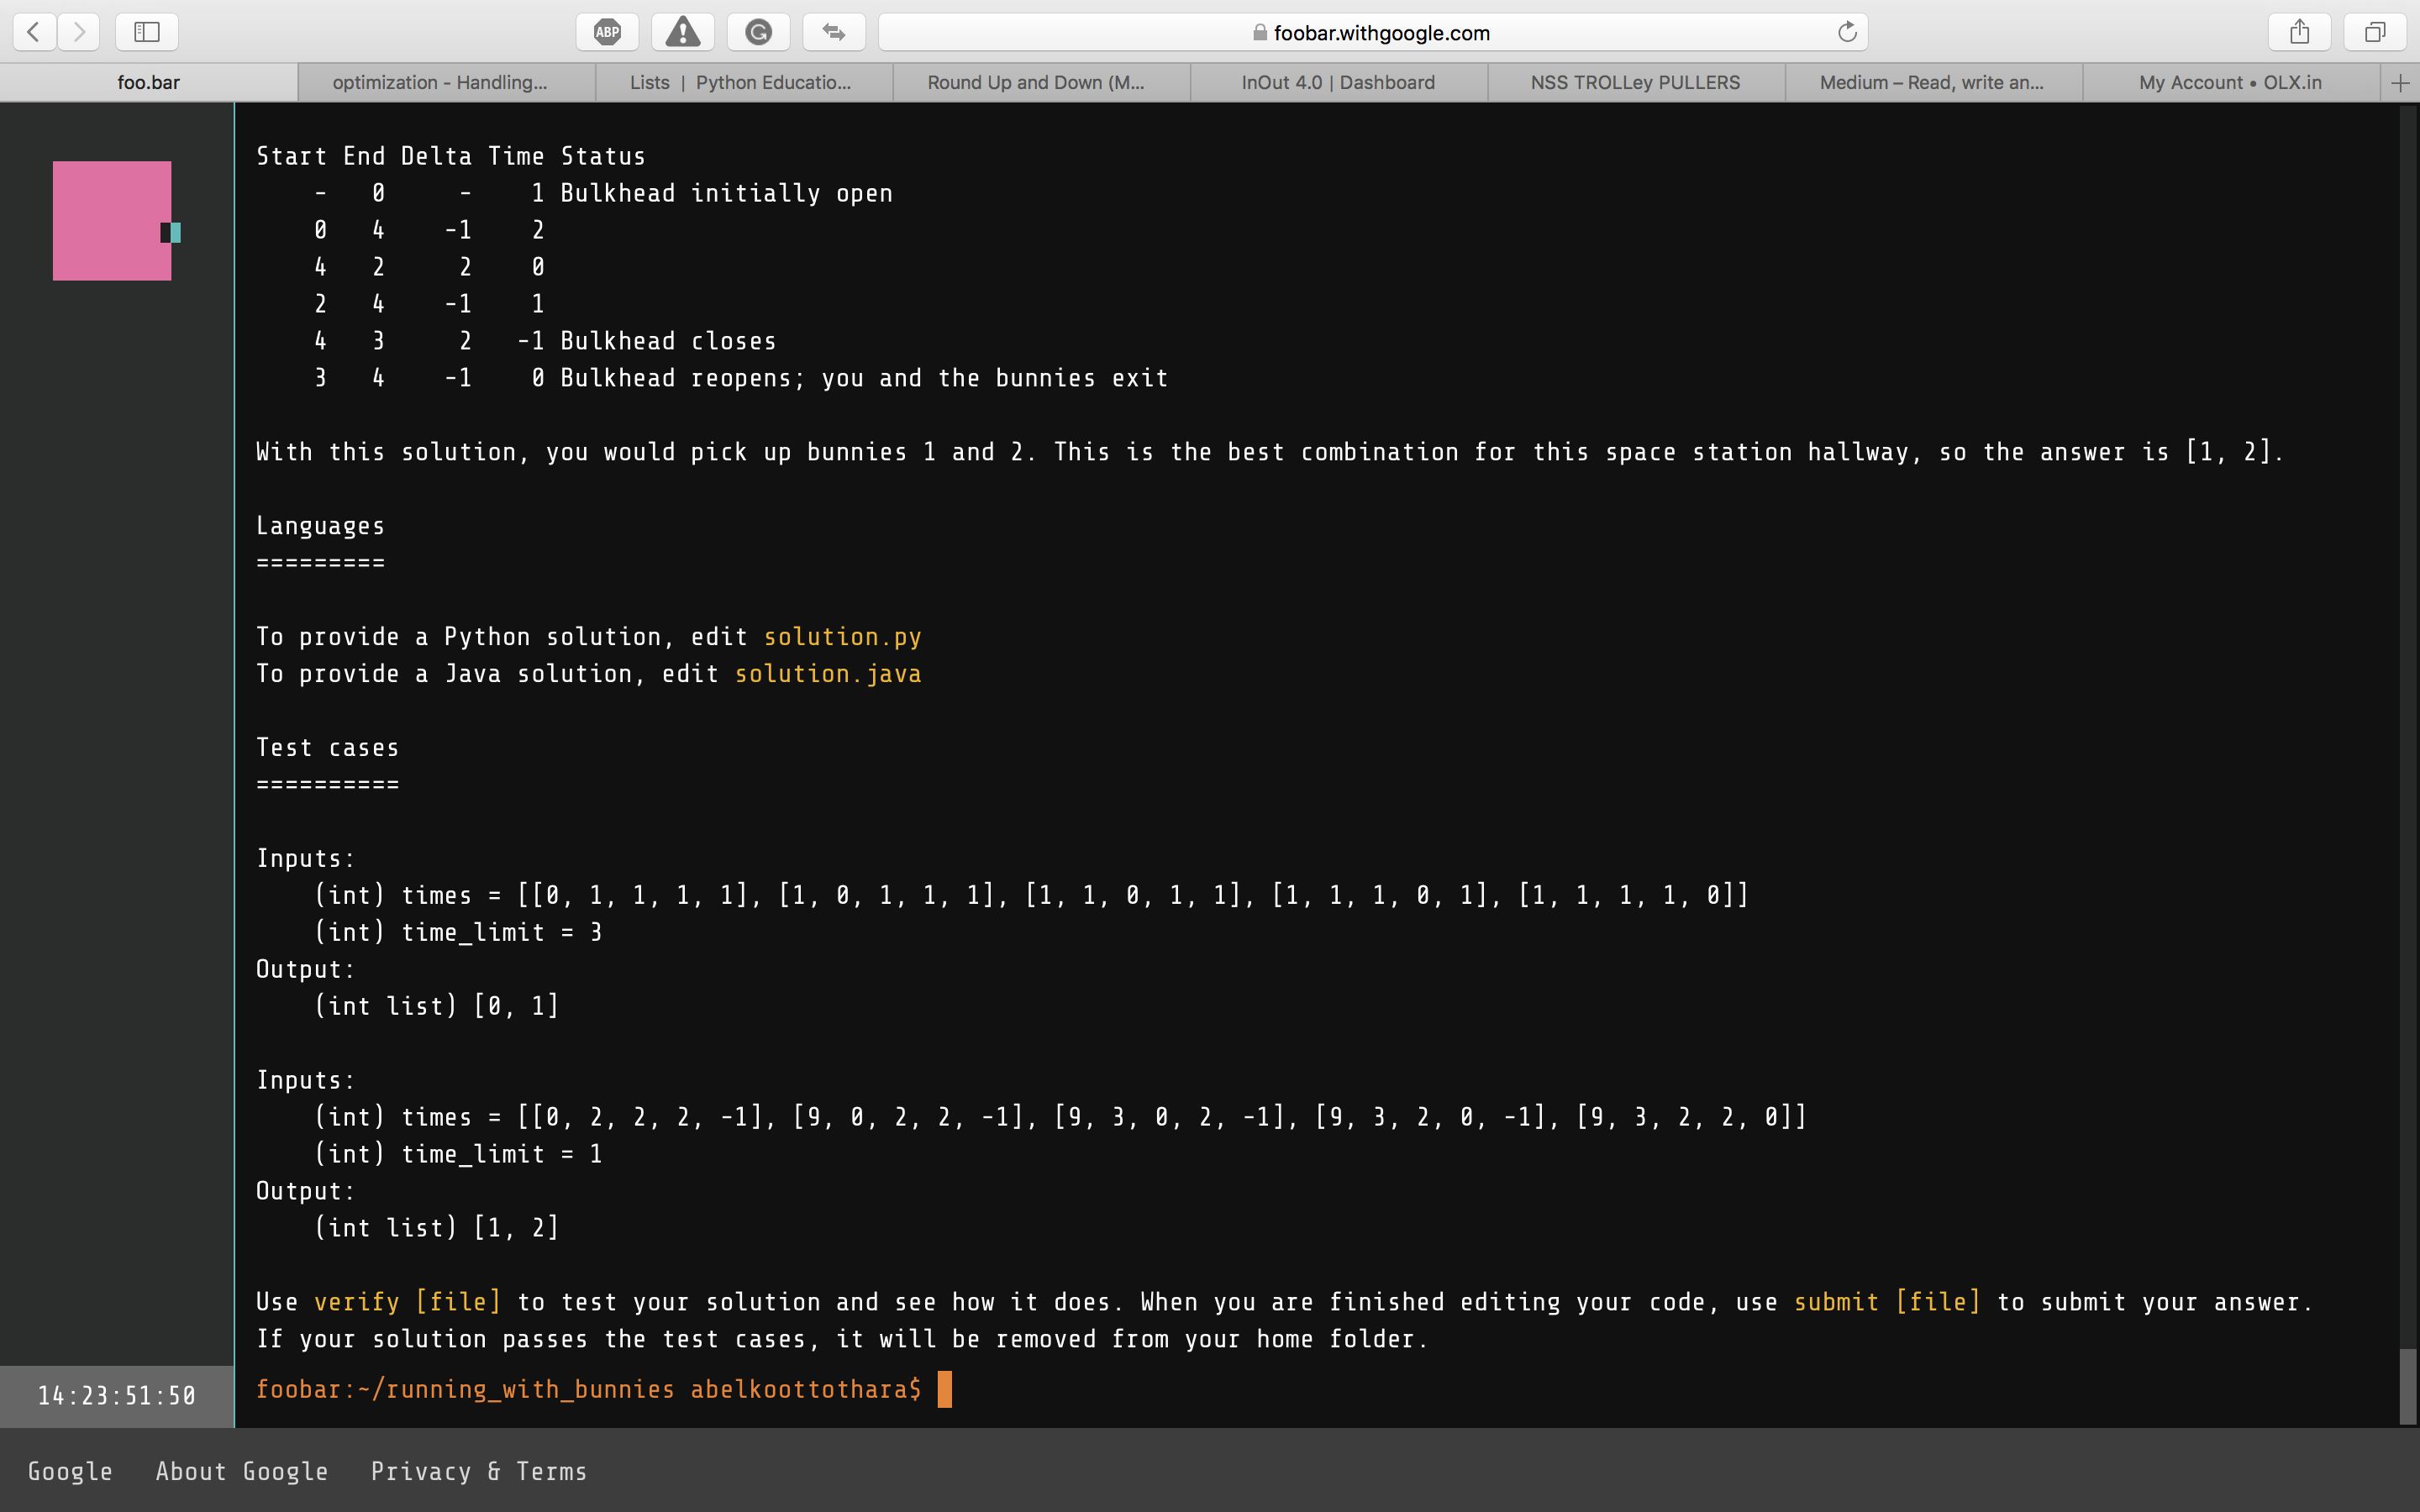 ABP
foobar.withgoogle.com
foo.bar
optimization - Handling...
Lists | Python Educatio...
Round Up and Down (M...
InOut 4.0 | Dashboard
NSS TROLLey PULLERS
Medium – Read, write an...
My Account • OLX.in
Start End Delta Time Status
    -   0     -    1 Bulkhead initially open
    0   4    -1    2
    4   2     2    0
    2   4    -1    1
    4   3     2   -1 Bulkhead closes
    3   4    -1    0 Bulkhead reopens; you and the bunnies exit
With this solution, you would pick up bunnies 1 and 2. This is the best combination for this space station hallway, so the answer is [1, 2].
Languages
=========
To provide a Python solution, edit solution.py
To provide a Java solution, edit solution.java
Test cases
==========
Inputs:
    (int) times = [[0, 1, 1, 1, 1], [1, 0, 1, 1, 1], [1, 1, 0, 1, 1], [1, 1, 1, 0, 1], [1, 1, 1, 1, 0]]
    (int) time_limit = 3
Output:
    (int list) [0, 1]
Inputs:
    (int) times = [[0, 2, 2, 2, -1], [9, 0, 2, 2, -1], [9, 3, 0, 2, -1], [9, 3, 2, 0, -1], [9, 3, 2, 2, 0]]
    (int) time_limit = 1
Output:
    (int list) [1, 2]
Use verify [file] to test your solution and see how it does. When you are finished editing your code, use submit [file] to submit your answer.
If your solution passes the test cases, it will be removed from your home folder.
foobar:~/running_with_bunnies abelkoottothara$
14:23:51:50
Google   About Google   Privacy & Terms